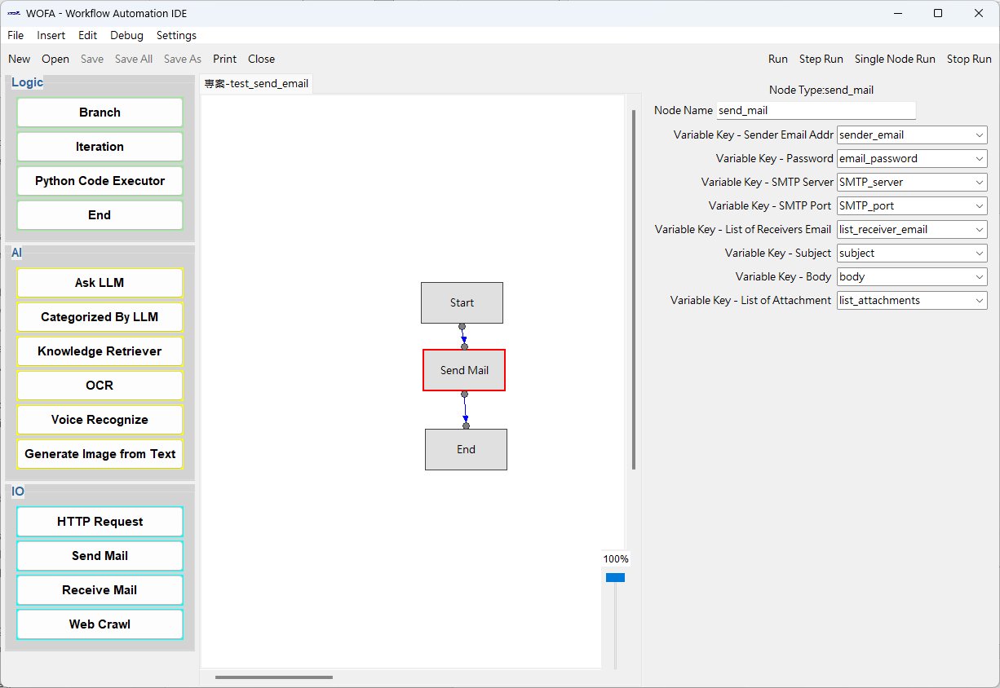 WOFA - Workflow Automation IDE
File Insert Edit Debug Settings
New Open Save Save All Save As Print Close Run Step Run Single Node Run Stop Run
Logic
Branch
Iteration
Python Code Executor
End
AI
Ask LLM
Categorized By LLM
Knowledge Retriever
OCR
Voice Recognize
Generate Image from Text
IO
HTTP Request
Send Mail
Receive Mail
Web Crawl
専案-test_send_email
Start
Send Mail
End
100%
Node Type:send_mail
Node Name send_mail
Variable Key - Sender Email Addr sender_email
Variable Key - Password email_password
Variable Key - SMTP Server SMTP_server
Variable Key - SMTP Port SMTP_port
Variable Key - List of Receivers Email list_receiver_email
Variable Key - Subject subject
Variable Key - Body body
Variable Key - List of Attachment list_attachments